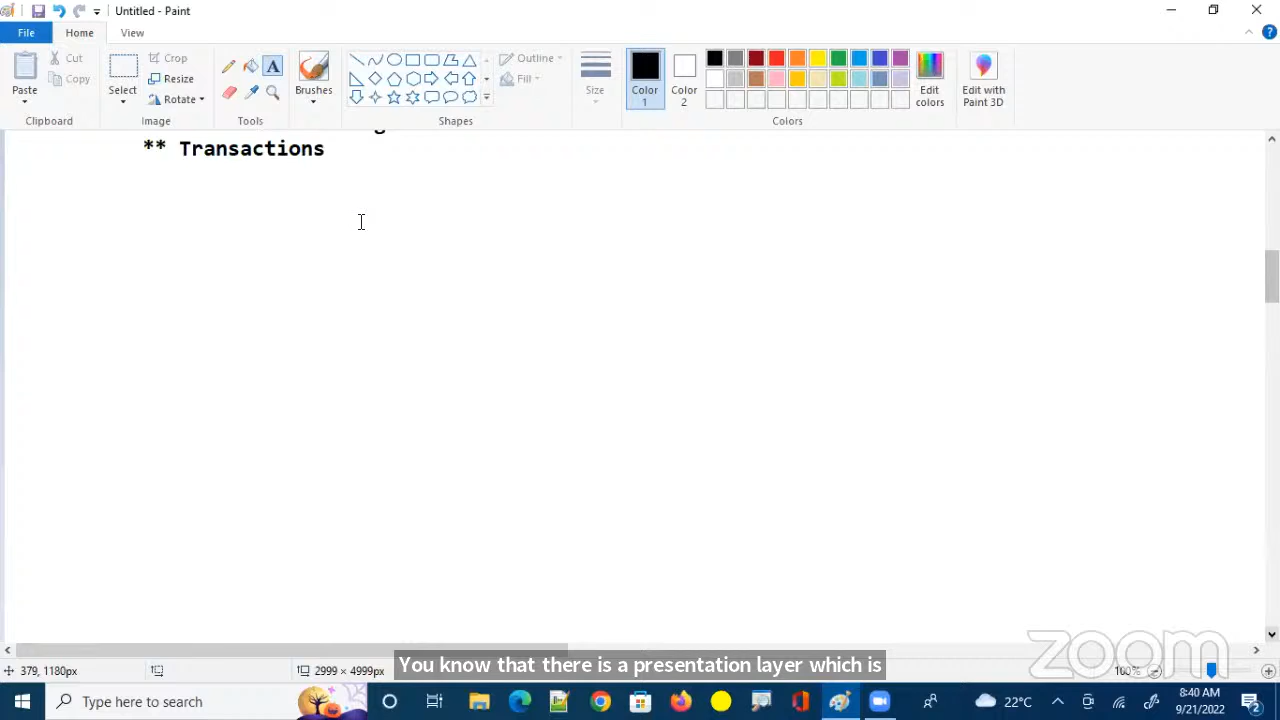 Untitled - Paint
File Home View
Paste Cut Copy Clipboard
Select Crop Resize Rotate Image
A Tools
Brushes
Shapes Outline Fill
Size
Color 1 Color 2 Edit colors Edit with Paint 3D Colors
** Transactions
zoom
You know that there is a presentation layer which is
379, 1180px 2999 × 4999px 100%
Type here to search 22°C 8:40 AM 9/21/2022 2